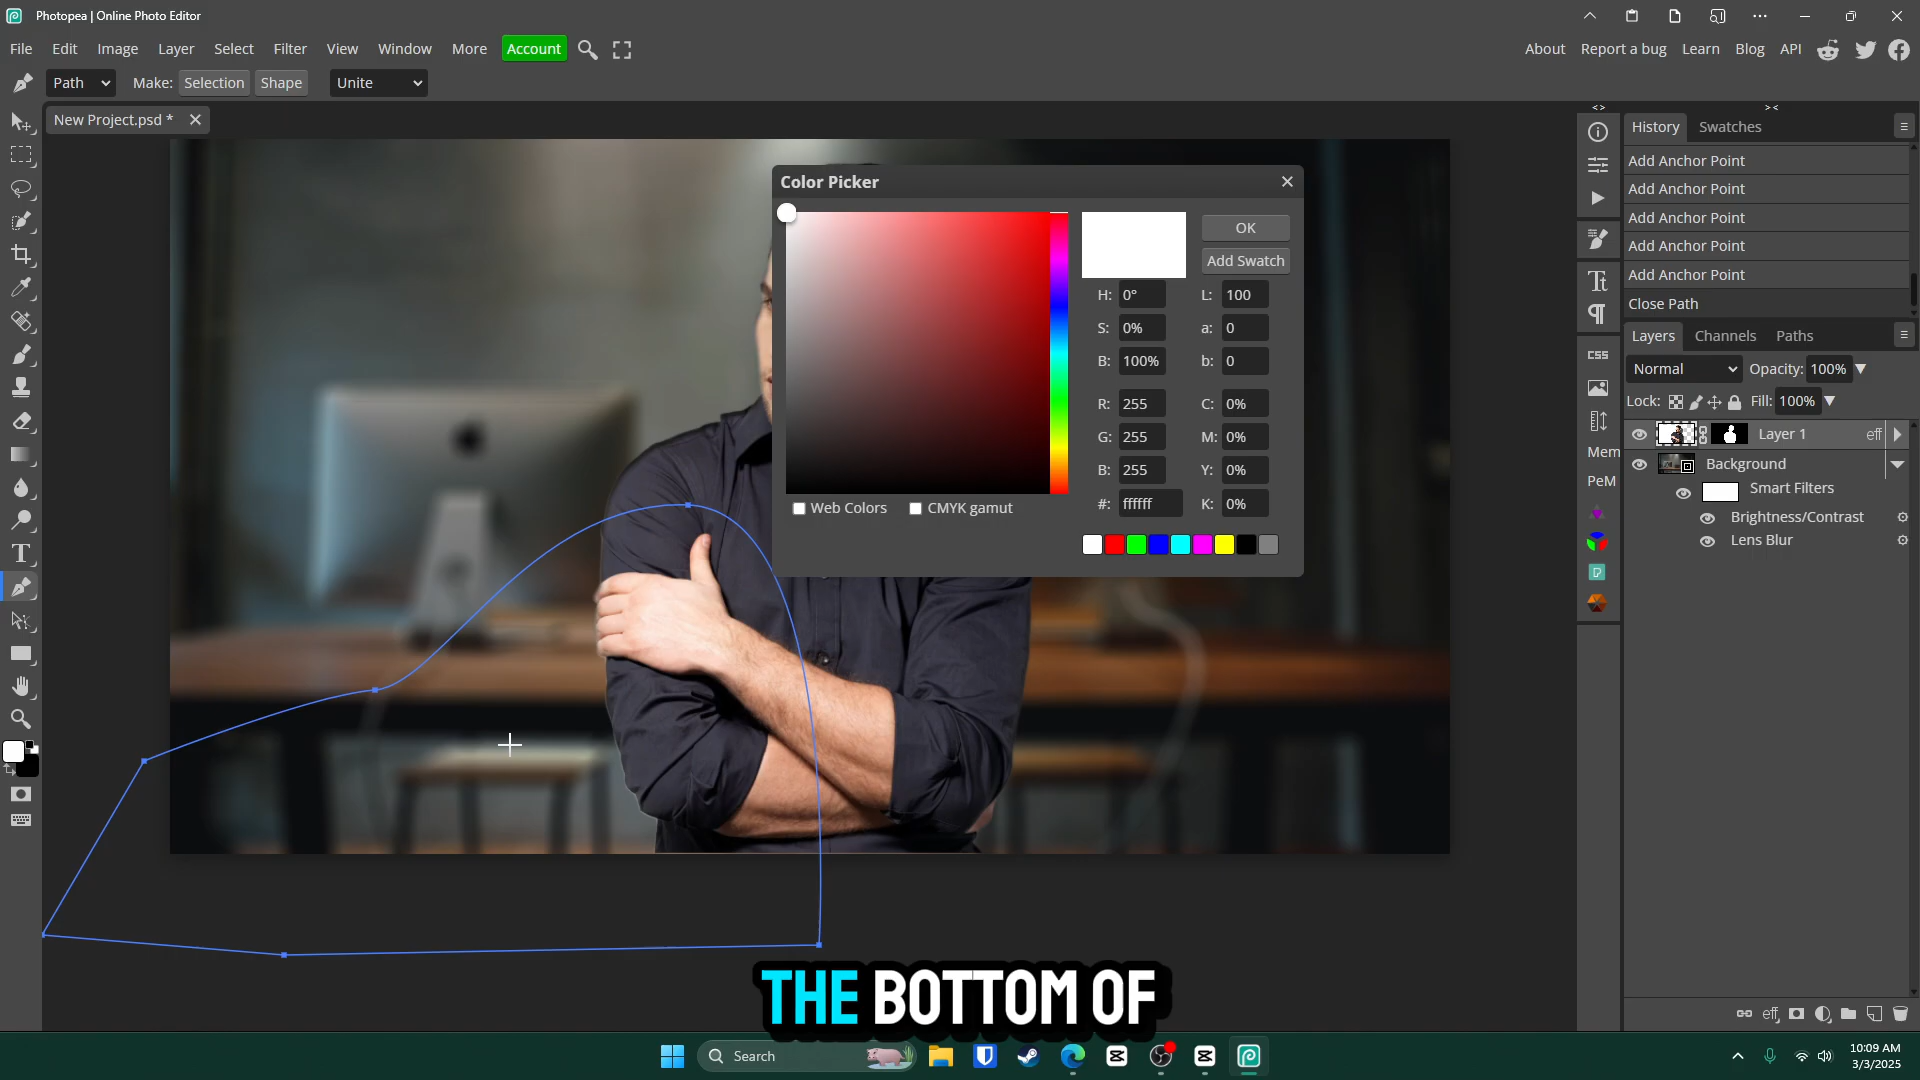 Photopea | Online Photo Editor
File Edit Image Layer Select Filter View Window More Account
About Report a bug Learn Blog API
Path Make: Selection Shape Unite
New Project.psd *
Color Picker
OK
Add Swatch
H: 0° L: 100
S: 0% a: 0
B: 100% b: 0
R: 255 C: 0%
G: 255 M: 0%
B: 255 Y: 0%
#: ffffff K: 0%
Web Colors CMYK gamut
History Swatches
Add Anchor Point
Add Anchor Point
Add Anchor Point
Add Anchor Point
Add Anchor Point
Close Path
Layers Channels Paths
Normal Opacity: 100%
Lock: Fill: 100%
Layer 1 eff
Background
Smart Filters
Brightness/Contrast
Lens Blur
CSS
Mem
PeM
eff
THE BOTTOM OF
Search
10:09 AM
3/3/2025